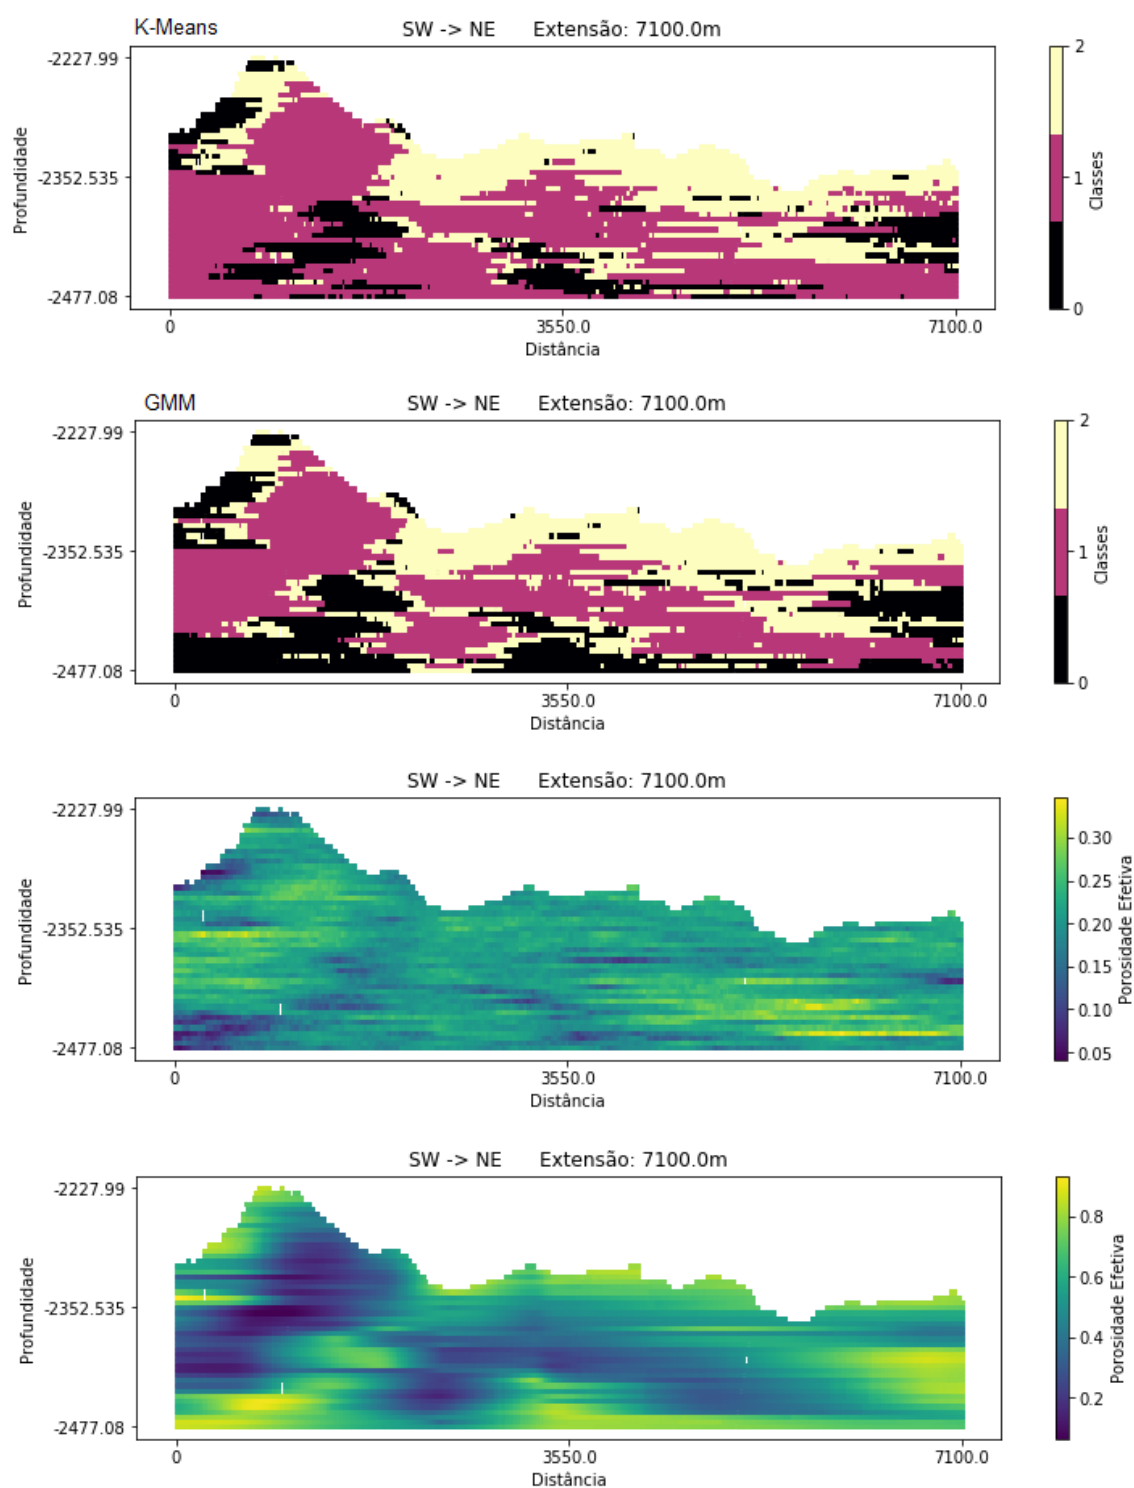 K-Means
SW -> NE Extensão: 7100.0m
-2227.99
-2352.535
-2477.08
Profundidade
0 3550.0 7100.0
Distância
2
1
0
Classes
GMM
SW -> NE Extensão: 7100.0m
-2227.99
-2352.535
-2477.08
Profundidade
0 3550.0 7100.0
Distância
2
1
0
Classes
SW -> NE Extensão: 7100.0m
-2227.99
-2352.535
-2477.08
Profundidade
0 3550.0 7100.0
Distância
0.30
0.25
0.20
0.15
0.10
0.05
Porosidade Efetiva
SW -> NE Extensão: 7100.0m
-2227.99
-2352.535
-2477.08
Profundidade
0 3550.0 7100.0
Distância
0.8
0.6
0.4
0.2
Porosidade Efetiva